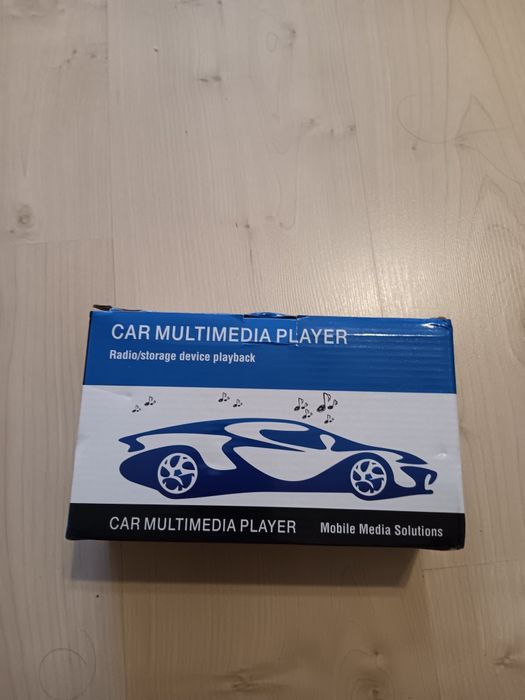 CAR MULTIMEDIA PLAYER
Radio/storage device playback
CAR MULTIMEDIA PLAYER Mobile Media Solutions